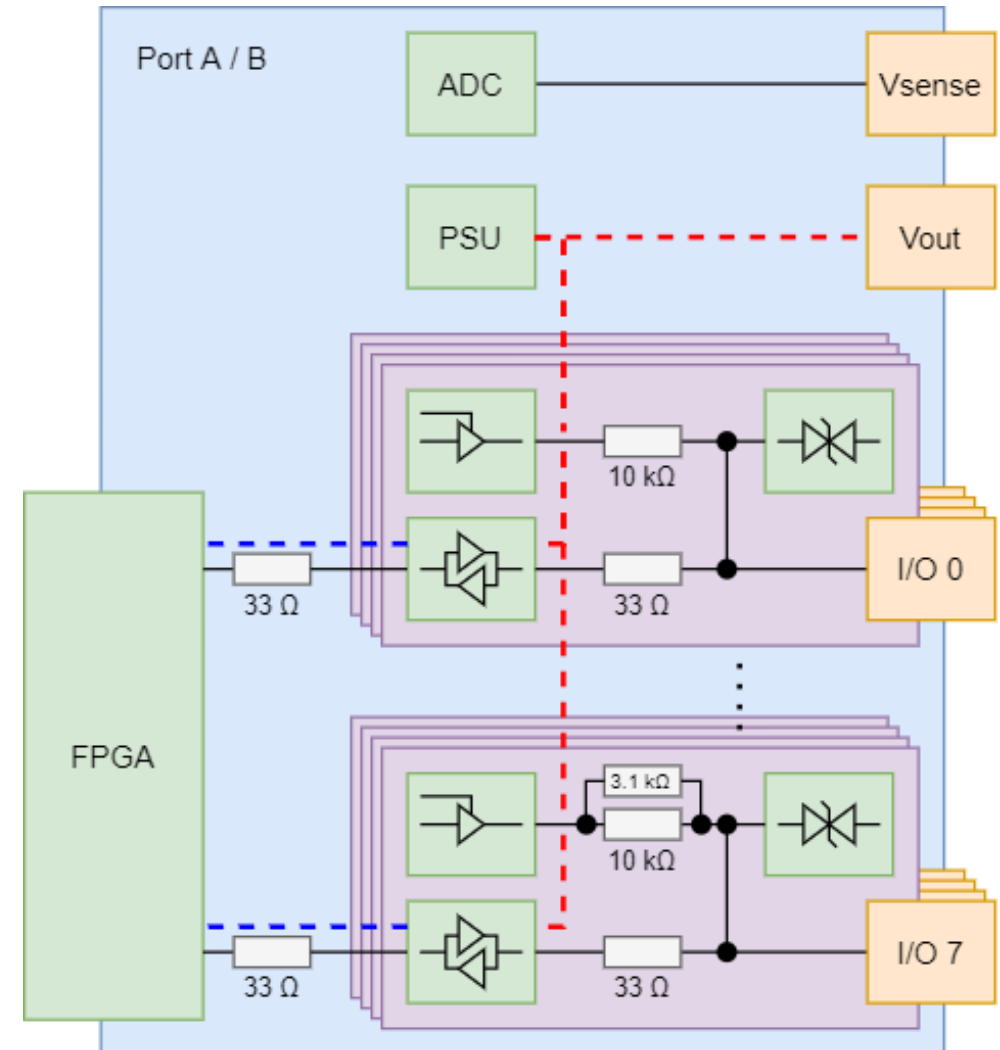 Port A / B
ADC
Vsense
PSU
Vout
10 kΩ
I/O 0
33 Ω
33 Ω
FPGA
3.1 kΩ
10 kΩ
I/O 7
33 Ω
33 Ω